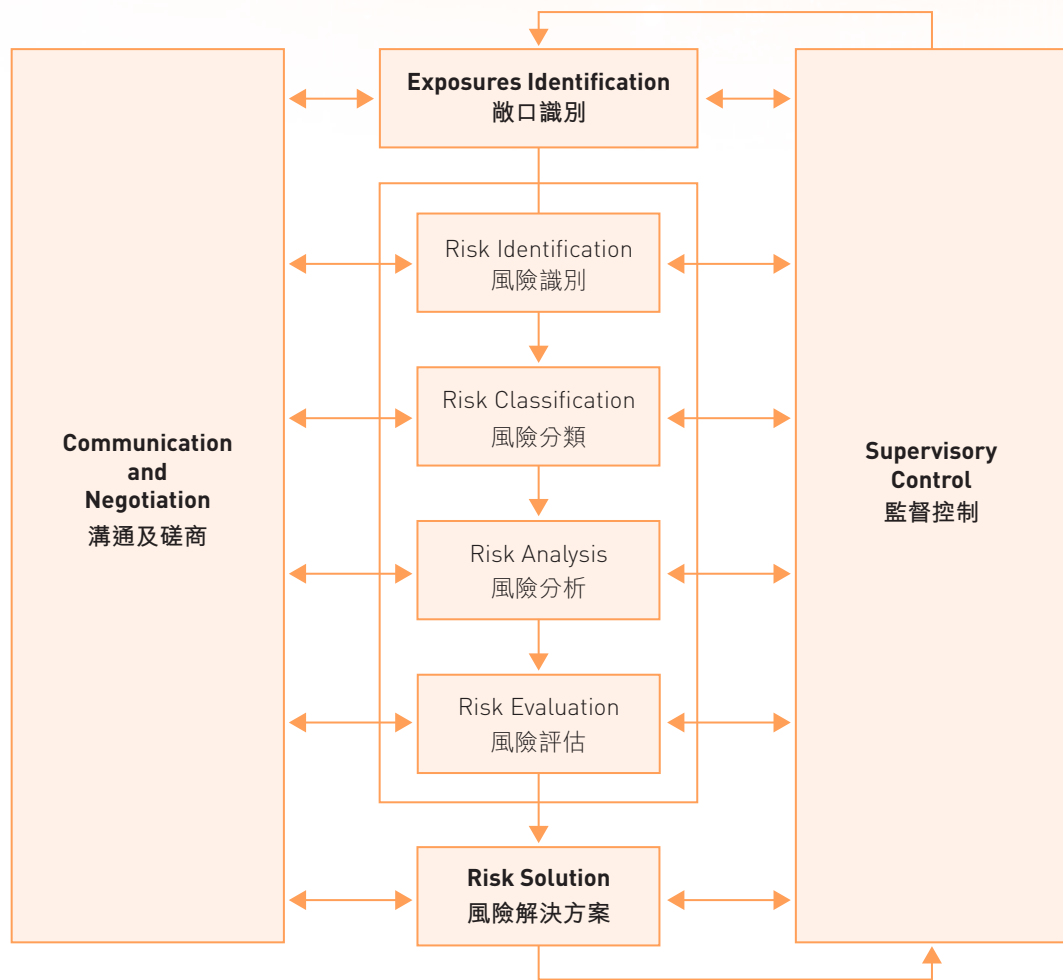 Exposures Identification
敞口識別
Communication
and
Negotiation
溝通及磋商
Risk Identification
風險識別
Risk Classification
風險分類
Risk Analysis
風險分析
Risk Evaluation
風險評估
Risk Solution
風險解決方案
Supervisory
Control
監督控制